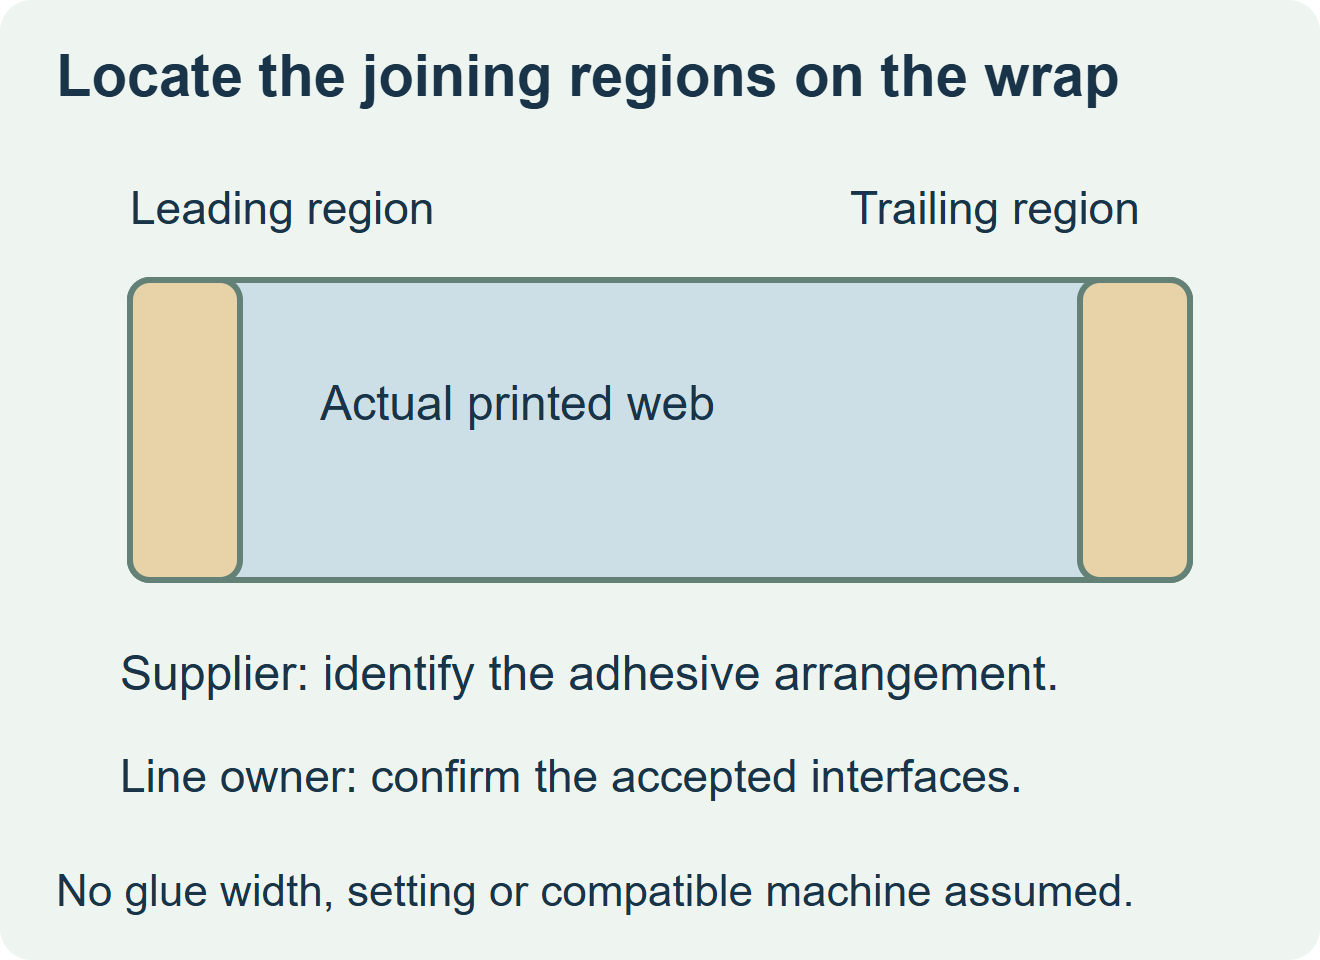 Locate the joining regions on the wrap
Leading region
Trailing region
Actual printed web
Supplier: identify the adhesive arrangement.
Line owner: confirm the accepted interfaces.
No glue width, setting or compatible machine assumed.